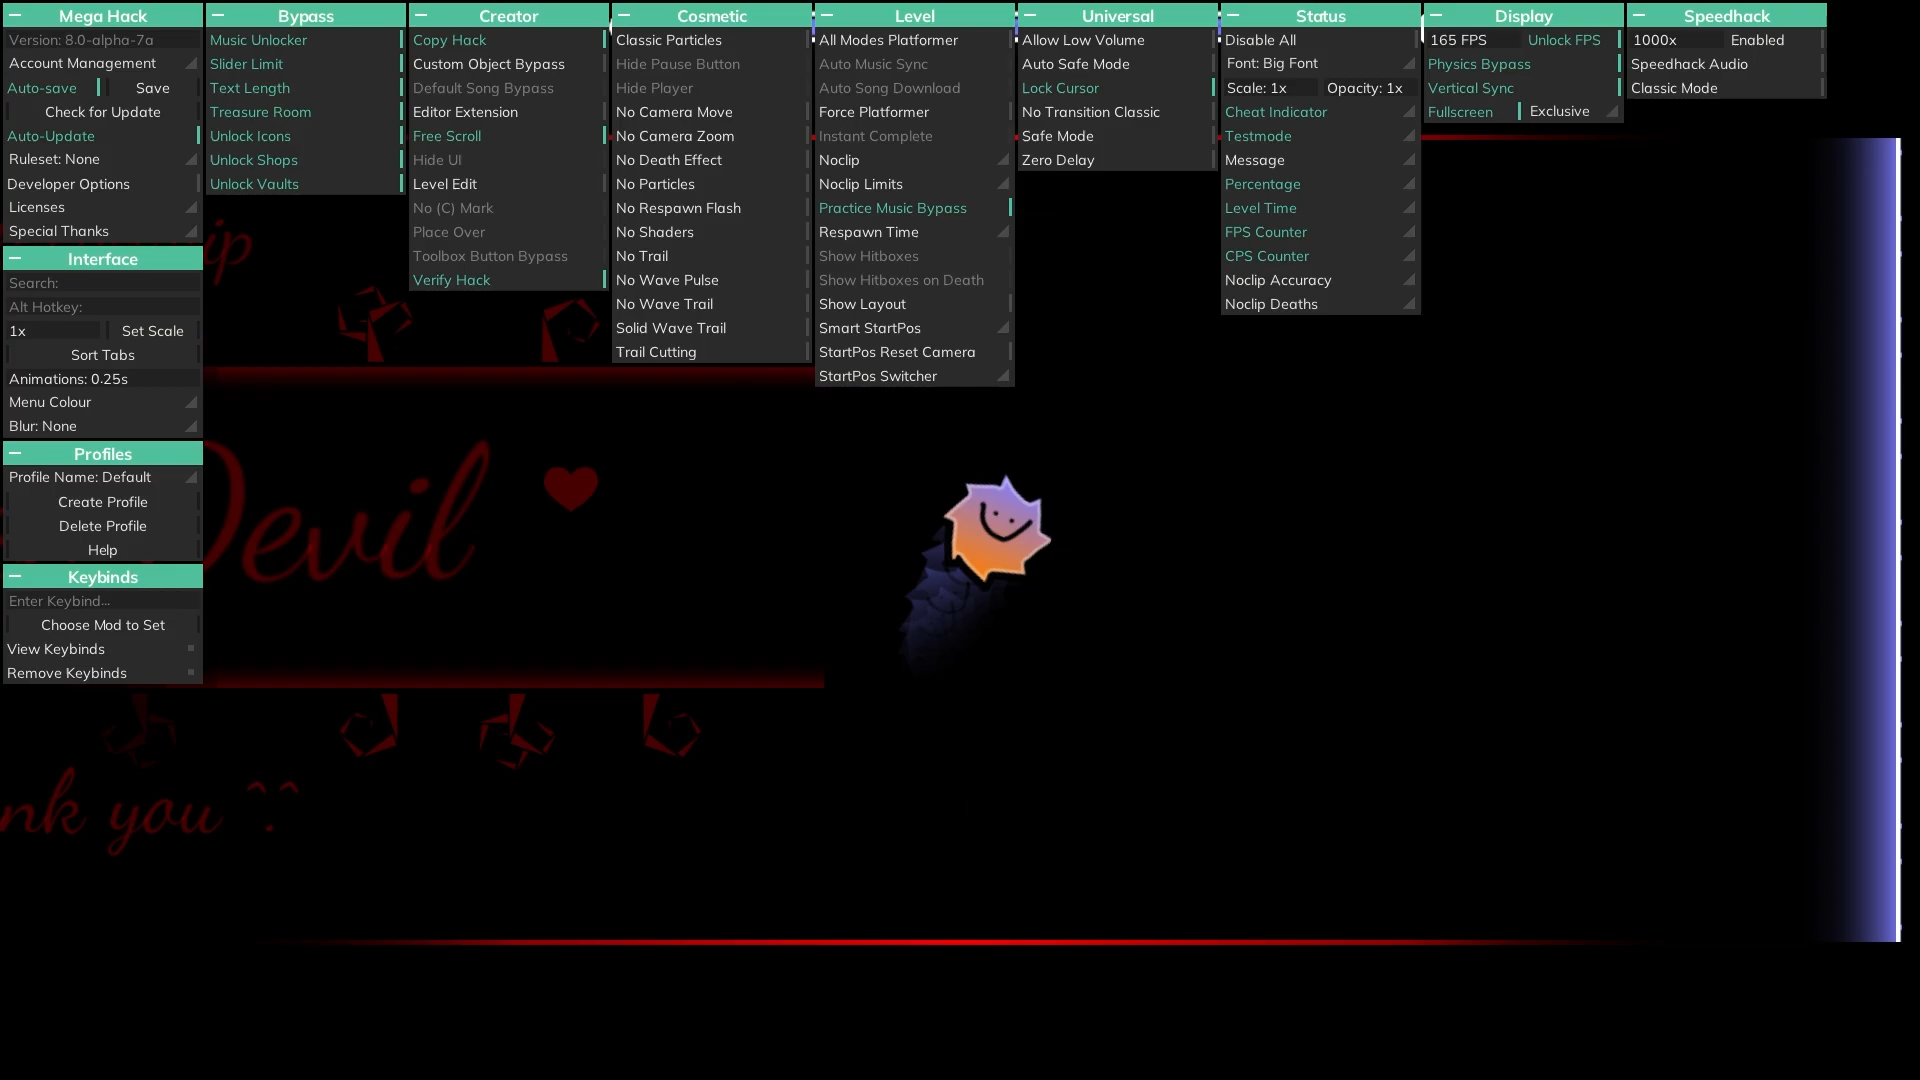 Mega Hack
Version: 8.0-alpha-7a
Account Management
Auto-save Save
Check for Update
Auto-Update
Ruleset: None
Developer Options
Licenses
Special Thanks
Interface
Search:
Alt Hotkey:
1x Set Scale
Sort Tabs
Animations: 0.25s
Menu Colour
Blur: None
Profiles
Profile Name: Default
Create Profile
Delete Profile
Help
Keybinds
Enter Keybind...
Choose Mod to Set
View Keybinds
Remove Keybinds
Bypass
Music Unlocker
Slider Limit
Text Length
Treasure Room
Unlock Icons
Unlock Shops
Unlock Vaults
Creator
Copy Hack
Custom Object Bypass
Default Song Bypass
Editor Extension
Free Scroll
Hide UI
Level Edit
No (C) Mark
Place Over
Toolbox Button Bypass
Verify Hack
Cosmetic
Classic Particles
Hide Pause Button
Hide Player
No Camera Move
No Camera Zoom
No Death Effect
No Particles
No Respawn Flash
No Shaders
No Trail
No Wave Pulse
No Wave Trail
Solid Wave Trail
Trail Cutting
Level
All Modes Platformer
Auto Music Sync
Auto Song Download
Force Platformer
Instant Complete
Noclip
Noclip Limits
Practice Music Bypass
Respawn Time
Show Hitboxes
Show Hitboxes on Death
Show Layout
Smart StartPos
StartPos Reset Camera
StartPos Switcher
Universal
Allow Low Volume
Auto Safe Mode
Lock Cursor
No Transition Classic
Safe Mode
Zero Delay
Status
Disable All
Font: Big Font
Scale: 1x Opacity: 1x
Cheat Indicator
Testmode
Message
Percentage
Level Time
FPS Counter
CPS Counter
Noclip Accuracy
Noclip Deaths
Display
165 FPS Unlock FPS
Physics Bypass
Vertical Sync
Fullscreen Exclusive
Speedhack
1000x Enabled
Speedhack Audio
Classic Mode
ip
Devil ♥
nk you ^^